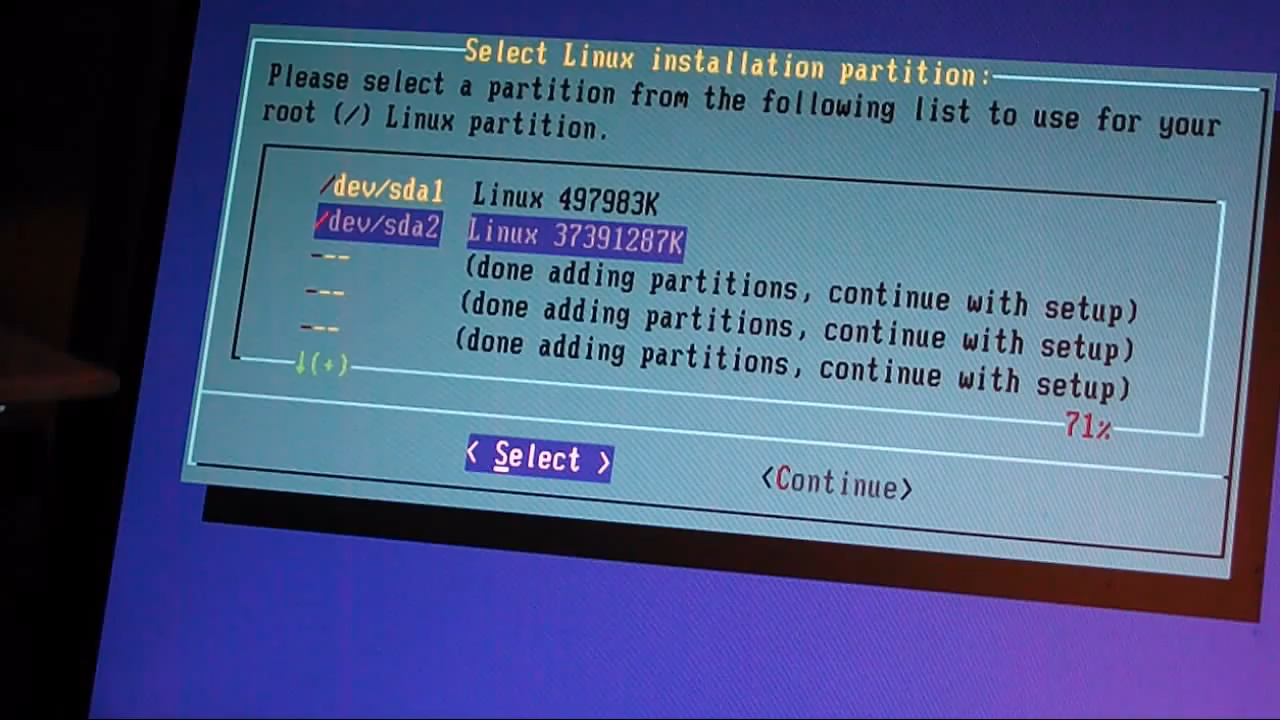 Select Linux installation partition:
Please select a partition from the following list to use for your
root (/) Linux partition.
/dev/sda1 Linux 497983K
/dev/sda2 Linux 37391287K
--- (done adding partitions, continue with setup)
--- (done adding partitions, continue with setup)
--- (done adding partitions, continue with setup)
↓(+)
71%
< Select > <Continue>